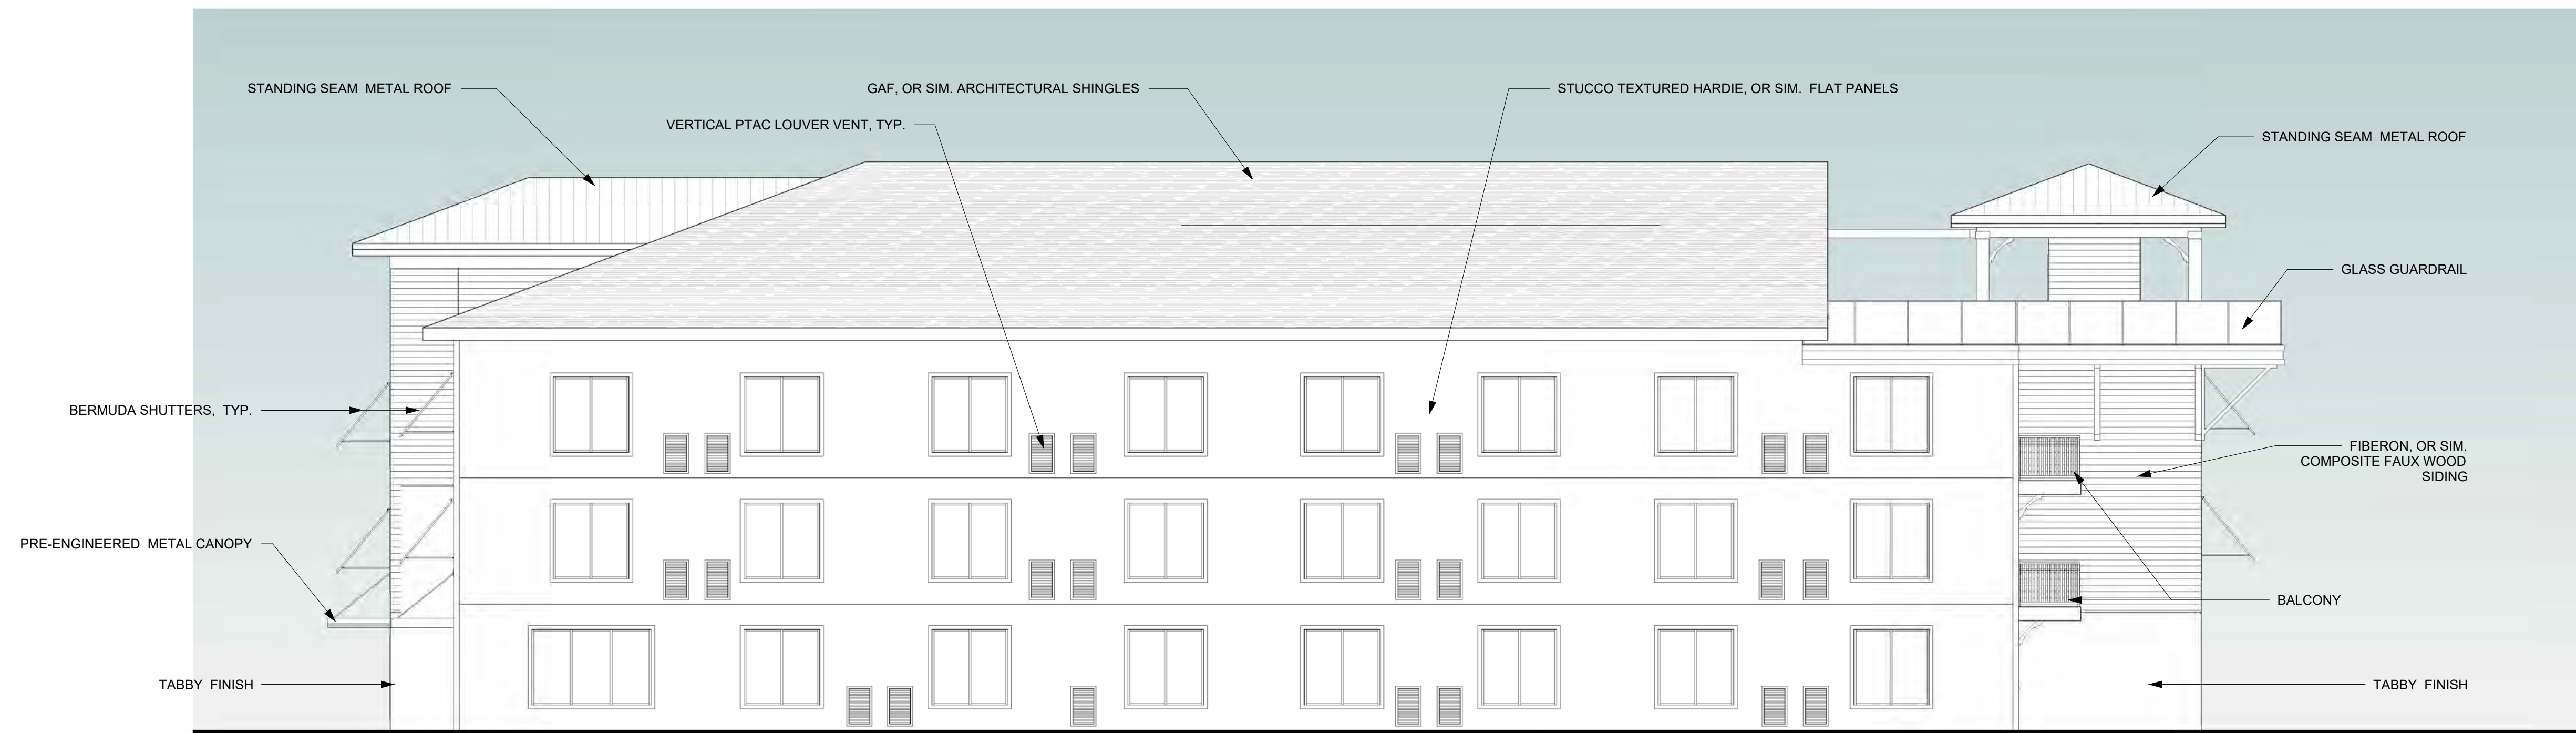 STANDING SEAM METAL ROOF
GAF, OR SIM. ARCHITECTURAL SHINGLES
STUCCO TEXTURED HARDIE, OR SIM. FLAT PANELS
VERTICAL PTAC LOUVER VENT, TYP.
STANDING SEAM METAL ROOF
GLASS GUARDRAIL
BERMUDA SHUTTERS, TYP.
FIBERON, OR SIM.
COMPOSITE FAUX WOOD
SIDING
PRE-ENGINEERED METAL CANOPY
BALCONY
TABBY FINISH
TABBY FINISH